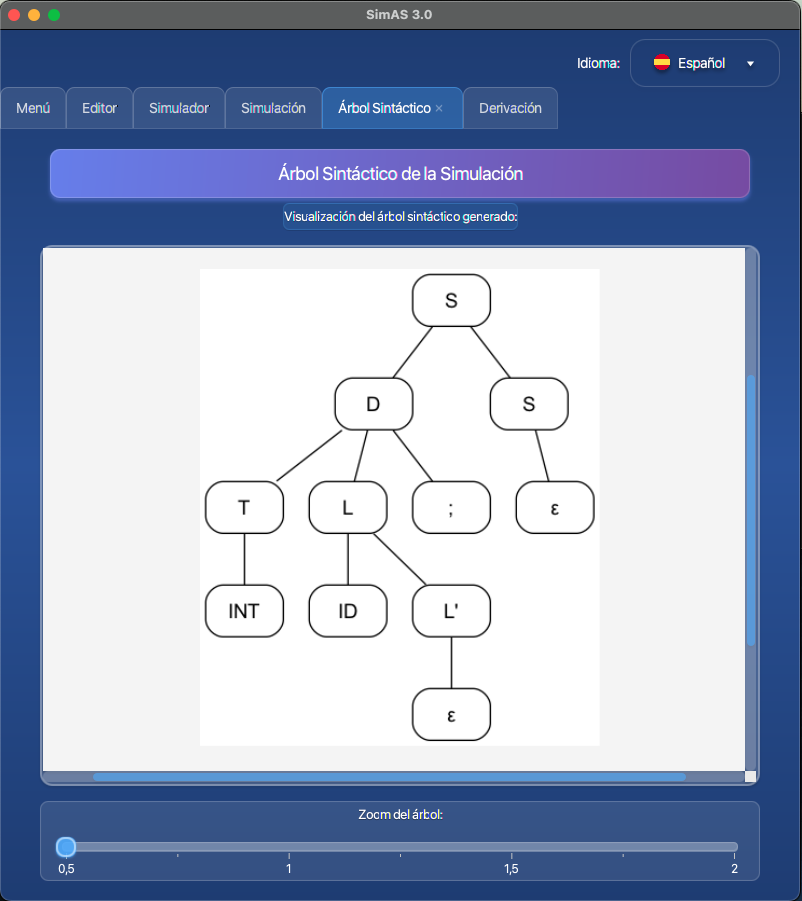 SimAS 3.0
Idioma: Español
Menú Editor Simulador Simulación Árbol Sintáctico × Derivación
Árbol Sintáctico de la Simulación
Visualización del árbol sintáctico generado:
S
D S
T L ; ε
INT ID L'
ε
Zoom del árbol:
0,5 1 1,5 2